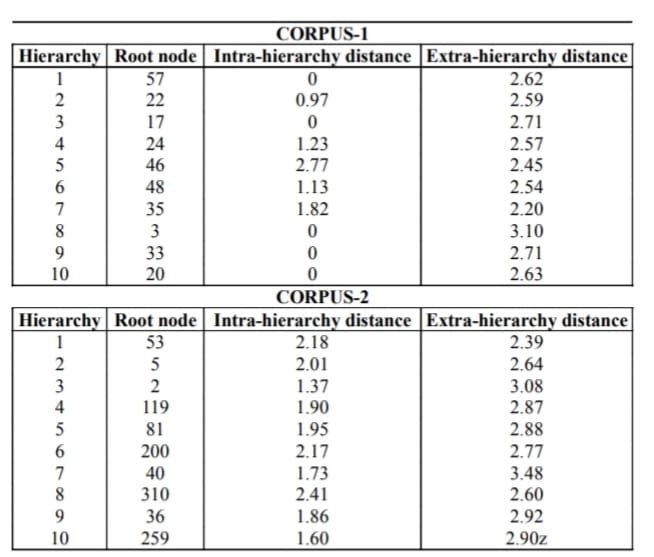 CORPUS-1
Hierarchy Root node Intra-hierarchy distance Extra-hierarchy distance
1 57 0 2.62
2 22 0.97 2.59
3 17 0 2.71
4 24 1.23 2.57
5 46 2.77 2.45
6 48 1.13 2.54
7 35 1.82 2.20
8 3 0 3.10
9 33 0 2.71
10 20 0 2.63
CORPUS-2
Hierarchy Root node Intra-hierarchy distance Extra-hierarchy distance
1 53 2.18 2.39
2 5 2.01 2.64
3 2 1.37 3.08
4 119 1.90 2.87
5 81 1.95 2.88
6 200 2.17 2.77
7 40 1.73 3.48
8 310 2.41 2.60
9 36 1.86 2.92
10 259 1.60 2.90z